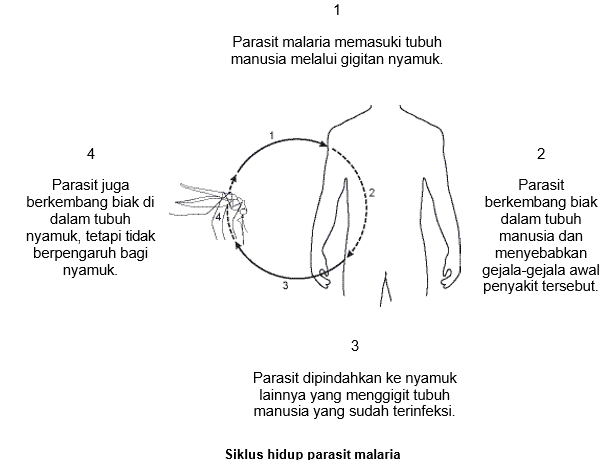 1
Parasit malaria memasuki tubuh
manusia melalui gigitan nyamuk.
4
Parasit juga
berkembang biak di
dalam tubuh
nyamuk, tetapi tidak
berpengaruh bagi
nyamuk.
1
2
3
4
2
Parasit
berkembang biak
dalam tubuh
manusia dan
menyebabkan
gejala-gejala awal
penyakit tersebut.
3
Parasit dipindahkan ke nyamuk
lainnya yang menggigit tubuh
manusia yang sudah terinfeksi.
Siklus hidup parasit malaria